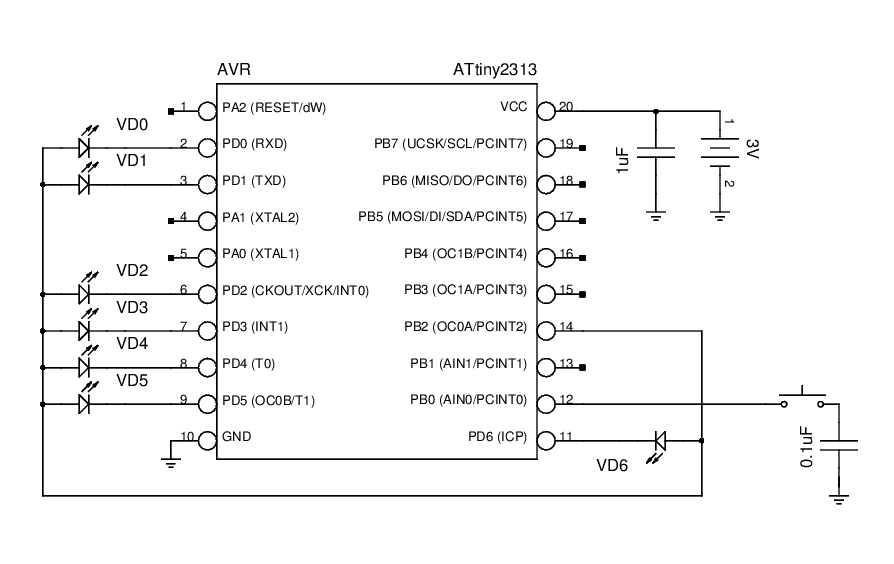 AVR ATtiny2313
1 PA2 (RESET/dW) VCC 20
VD0
2 PD0 (RXD) PB7 (UCSK/SCL/PCINT7) 19
VD1
3 PD1 (TXD) PB6 (MISO/DO/PCINT6) 18
4 PA1 (XTAL2) PB5 (MOSI/DI/SDA/PCINT5) 17
5 PA0 (XTAL1) PB4 (OC1B/PCINT4) 16
VD2
6 PD2 (CKOUT/XCK/INT0) PB3 (OC1A/PCINT3) 15
VD3
7 PD3 (INT1) PB2 (OC0A/PCINT2) 14
VD4
8 PD4 (T0) PB1 (AIN1/PCINT1) 13
VD5
9 PD5 (OC0B/T1) PB0 (AIN0/PCINT0) 12
10 GND PD6 (ICP) 11
VD6
1uF
1
3V
2
0.1uF